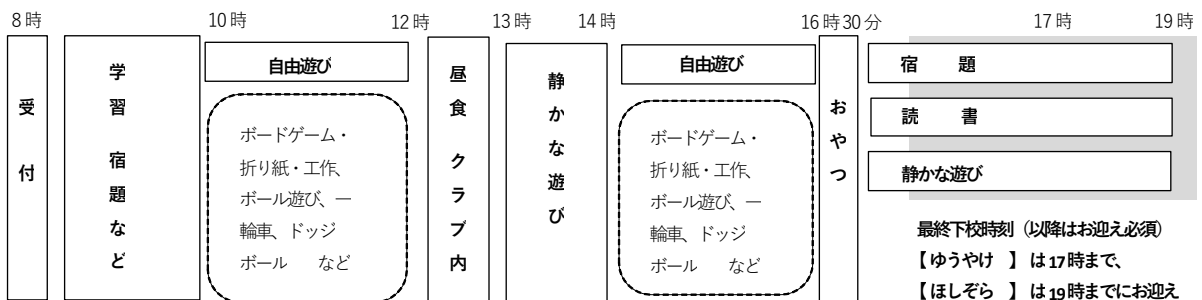 8時
10時
12時
13時
14時
16時30分
17時
19時
受付
学習 宿題など
自由遊び
ボードゲーム・
折り紙・工作、
ボール遊び、一
輪車、ドッジ
ボール など
昼食 クラブ内
静かな遊び
自由遊び
ボードゲーム・
折り紙・工作、
ボール遊び、一
輪車、ドッジ
ボール など
おやつ
宿 題
読 書
静かな遊び
最終下校時刻（以降はお迎え必須）
【 ゆうやけ 】 は17時まで、
【 ほしぞら 】 は19時までにお迎え